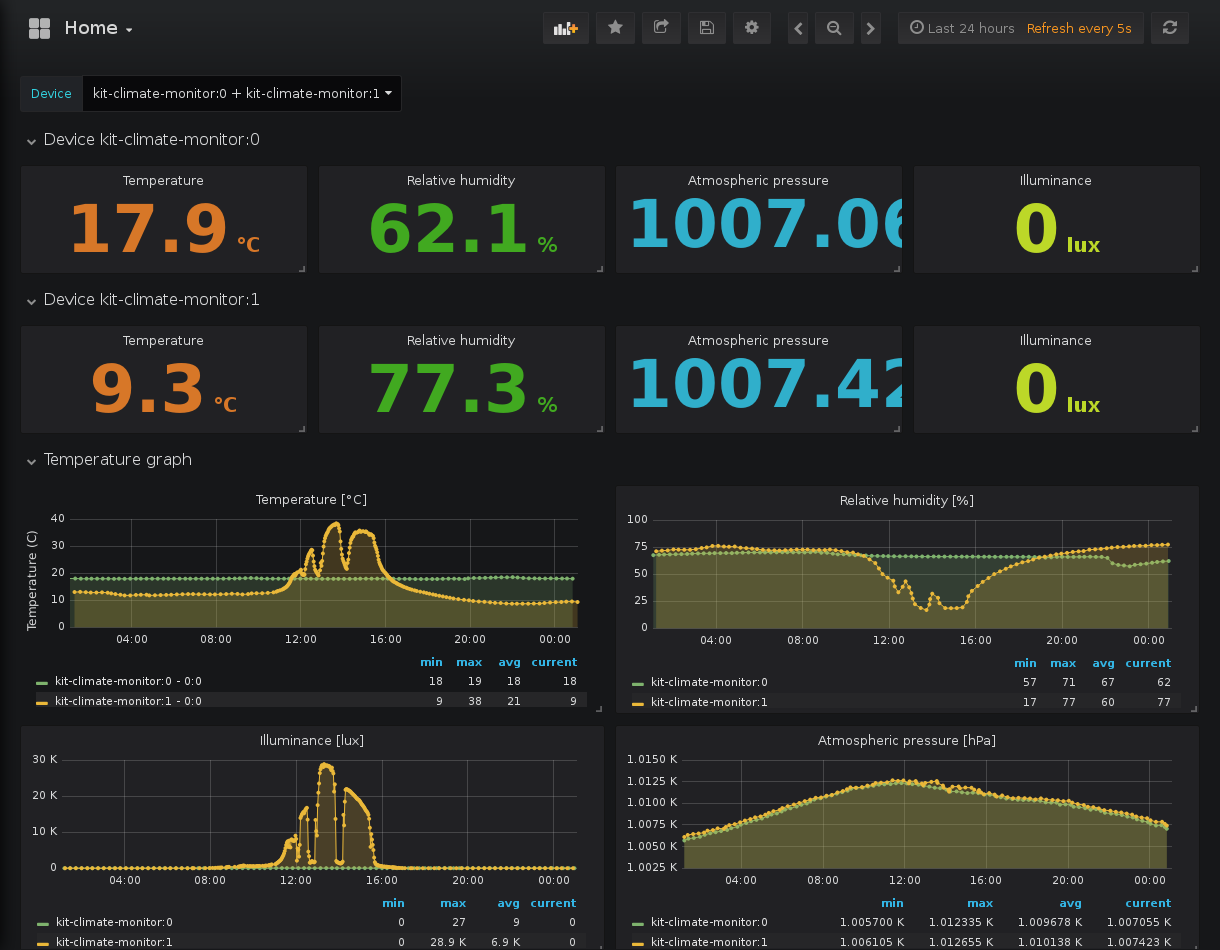 Home
Last 24 hours Refresh every 5s
Device kit-climate-monitor:0 + kit-climate-monitor:1
Device kit-climate-monitor:0
Temperature Relative humidity Atmospheric pressure Illuminance
17.9 °C 62.1 % 1007.06 0 lux
Device kit-climate-monitor:1
Temperature Relative humidity Atmospheric pressure Illuminance
9.3 °C 77.3 % 1007.42 0 lux
Temperature graph
Temperature [°C]
Temperature (C)
40
30
20
10
0
04:00 08:00 12:00 16:00 20:00 00:00
min max avg current
kit-climate-monitor:0 - 0:0 18 19 18 18
kit-climate-monitor:1 - 0:0 9 38 21 9
Relative humidity [%]
100
75
50
25
0
04:00 08:00 12:00 16:00 20:00 00:00
min max avg current
kit-climate-monitor:0 57 71 67 62
kit-climate-monitor:1 17 77 60 77
Illuminance [lux]
30 K
20 K
10 K
0
04:00 08:00 12:00 16:00 20:00 00:00
min max avg current
kit-climate-monitor:0 0 27 9 0
kit-climate-monitor:1 0 28.9 K 6.9 K 0
Atmospheric pressure [hPa]
1.0150 K
1.0125 K
1.0100 K
1.0075 K
1.0050 K
1.0025 K
04:00 08:00 12:00 16:00 20:00 00:00
min max avg current
kit-climate-monitor:0 1.005700 K 1.012335 K 1.009678 K 1.007055 K
kit-climate-monitor:1 1.006105 K 1.012655 K 1.010138 K 1.007423 K